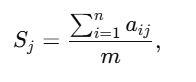 S_j = \frac{\sum_{i=1}^{n} a_{ij}}{m},